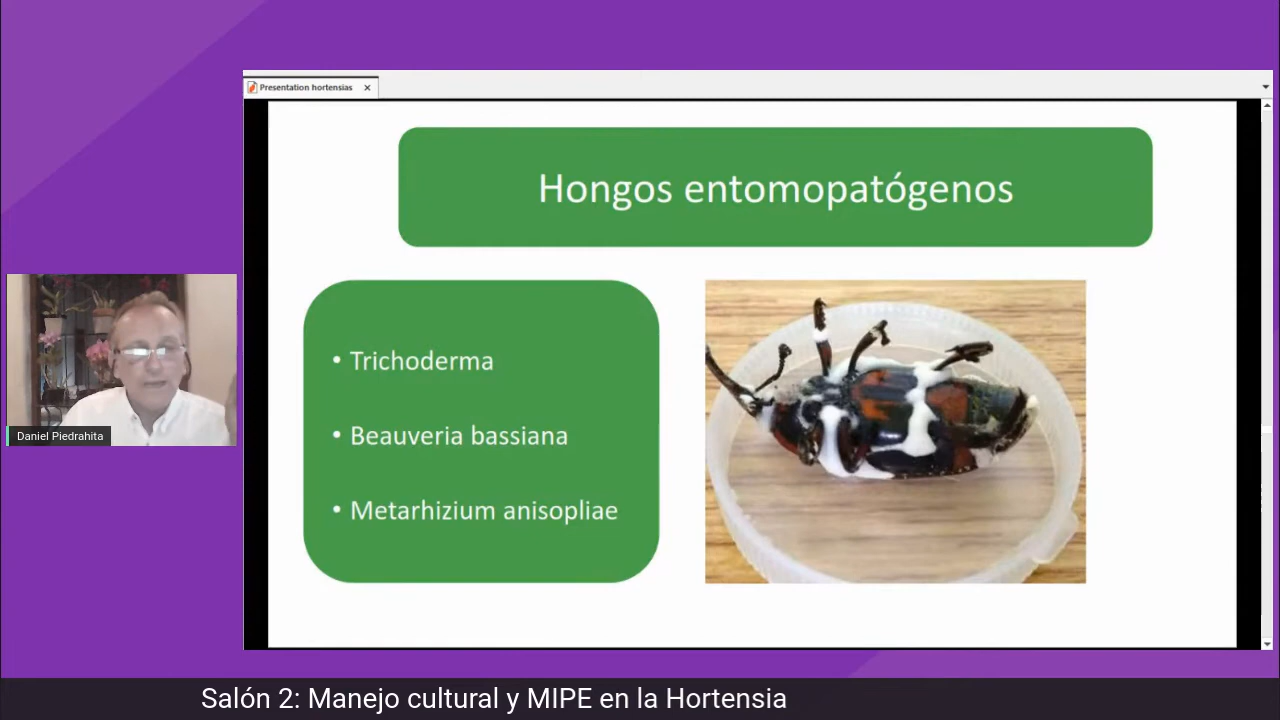 Presentation hortensias
Hongos entomopatógenos
• Trichoderma
• Beauveria bassiana
• Metarhizium anisopliae
Daniel Piedrahita
Salón 2: Manejo cultural y MIPE en la Hortensia